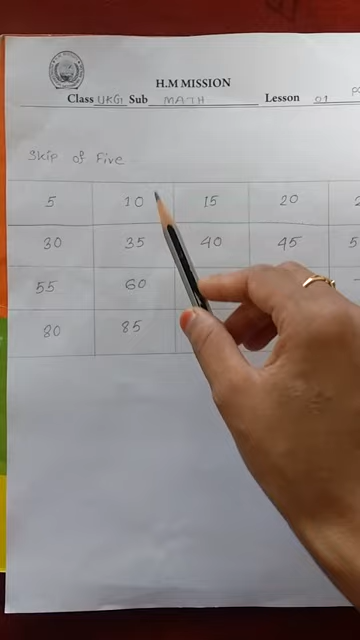 H.M MISSION
Class UKG1 Sub MATH Lesson 01
Skip of Five
5 10 15 20
30 35 40 45
55 60
80 85